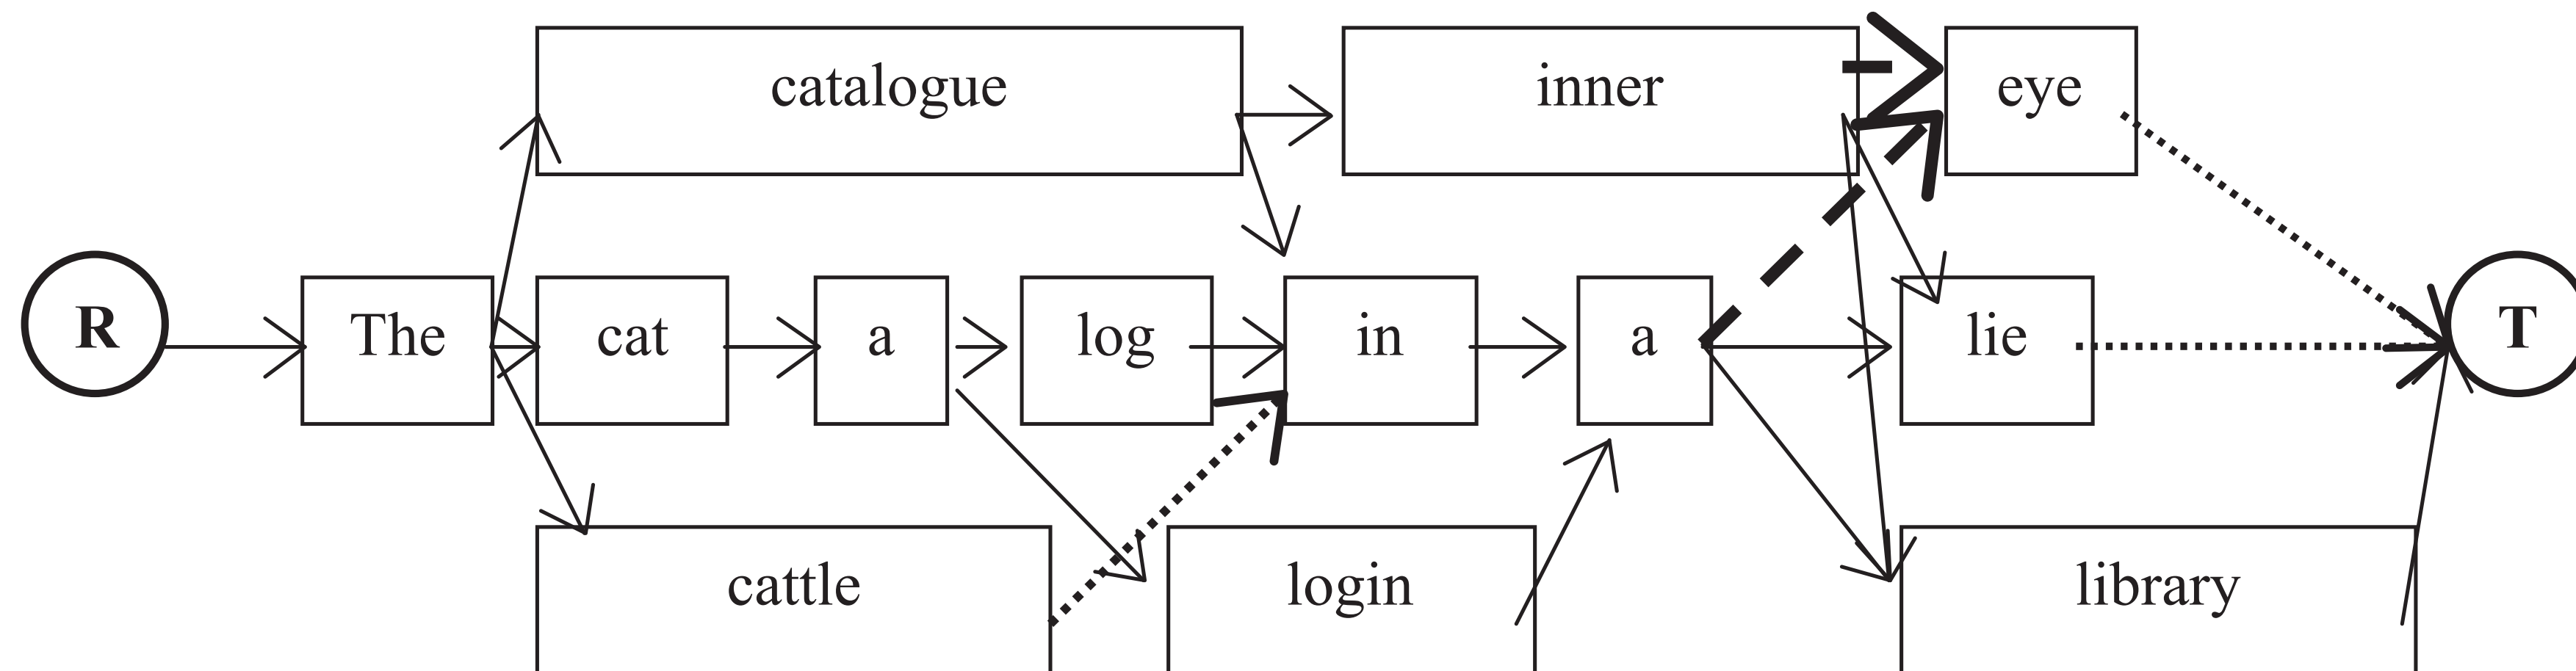 catalogue inner eye
R The cat a log in a lie T
cattle login library